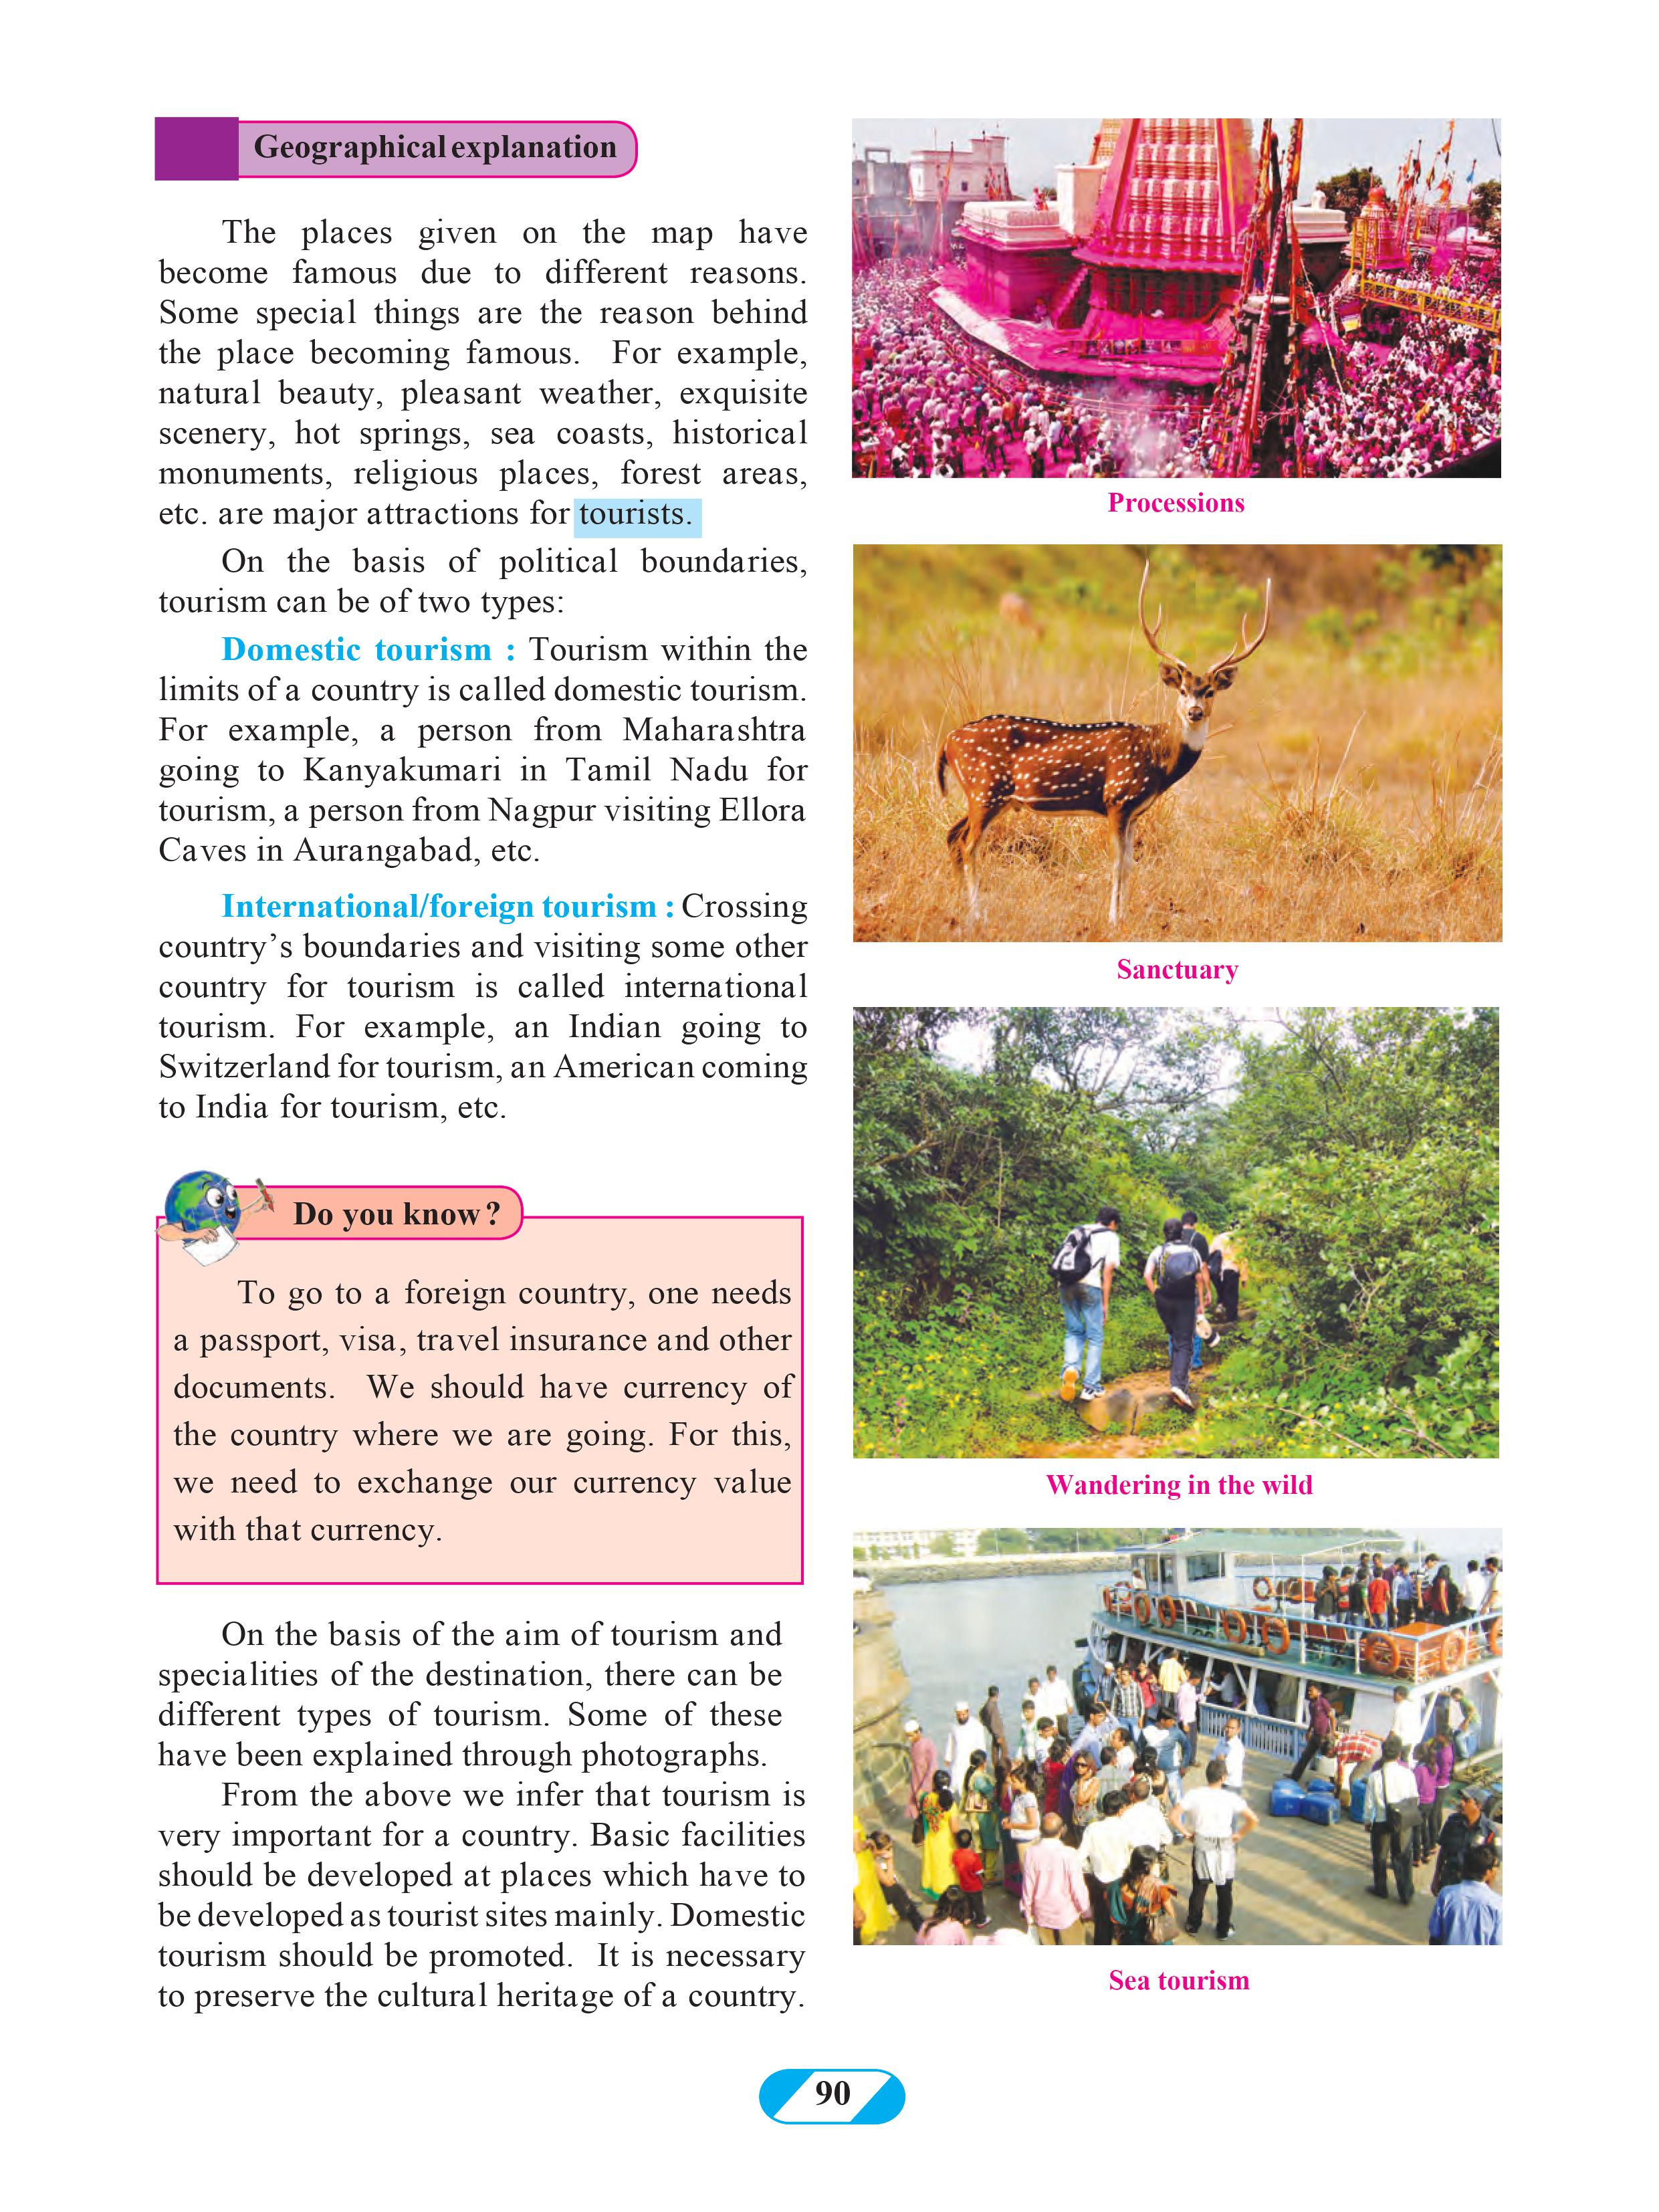 Geographical explanation
The places given on the map have
become famous due to different reasons.
Some special things are the reason behind
the place becoming famous. For example,
natural beauty, pleasant weather, exquisite
scenery, hot springs, sea coasts, historical
monuments, religious places, forest areas,
etc. are major attractions for tourists.
On the basis of political boundaries,
tourism can be of two types:
Domestic tourism : Tourism within the
limits of a country is called domestic tourism.
For example, a person from Maharashtra
going to Kanyakumari in Tamil Nadu for
tourism, a person from Nagpur visiting Ellora
Caves in Aurangabad, etc.
International/foreign tourism : Crossing
country’s boundaries and visiting some other
country for tourism is called international
tourism. For example, an Indian going to
Switzerland for tourism, an American coming
to India for tourism, etc.
Do you know?
To go to a foreign country, one needs
a passport, visa, travel insurance and other
documents. We should have currency of
the country where we are going. For this,
we need to exchange our currency value
with that currency.
On the basis of the aim of tourism and
specialities of the destination, there can be
different types of tourism. Some of these
have been explained through photographs.
From the above we infer that tourism is
very important for a country. Basic facilities
should be developed at places which have to
be developed as tourist sites mainly. Domestic
tourism should be promoted. It is necessary
to preserve the cultural heritage of a country.
Processions
Sanctuary
Wandering in the wild
Sea tourism
90